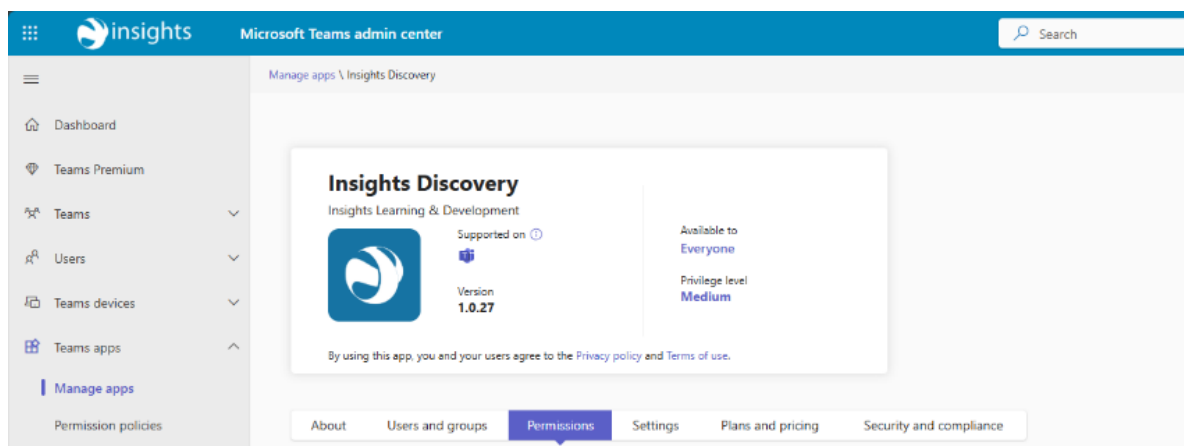 insights Microsoft Teams admin center Search
Manage apps \ Insights Discovery
Dashboard
Teams Premium
Teams
Users
Teams devices
Teams apps
Manage apps
Permission policies
Insights Discovery
Insights Learning & Development
Supported on
Version
1.0.27
Available to
Everyone
Privilege level
Medium
By using this app, you and your users agree to the Privacy policy and Terms of use.
About Users and groups Permissions Settings Plans and pricing Security and compliance